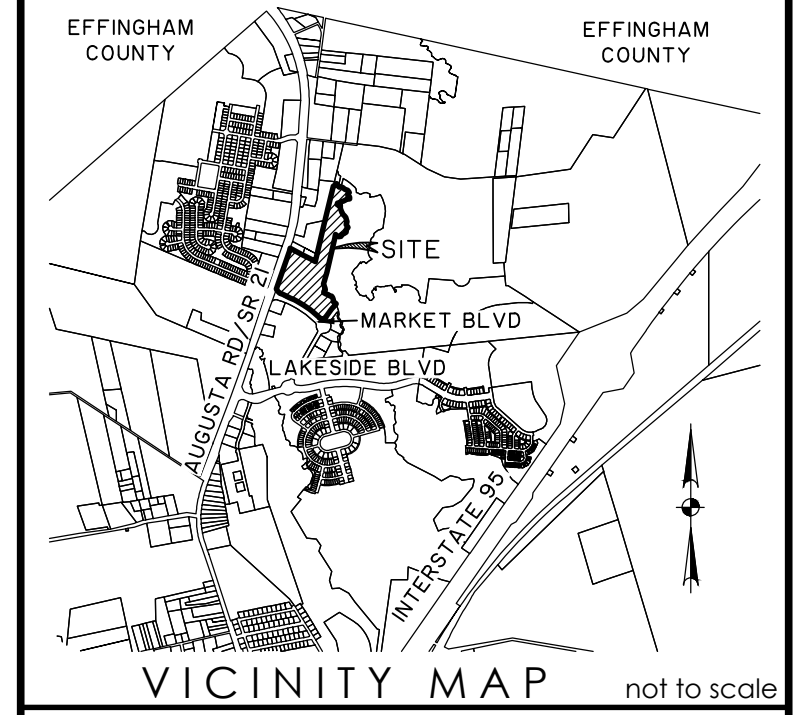 EFFINGHAM
COUNTY
EFFINGHAM
COUNTY
SITE
MARKET BLVD
LAKESIDE BLVD
AUGUSTA RD/SR 21
INTERSTATE 95
VICINITY MAP
not to scale